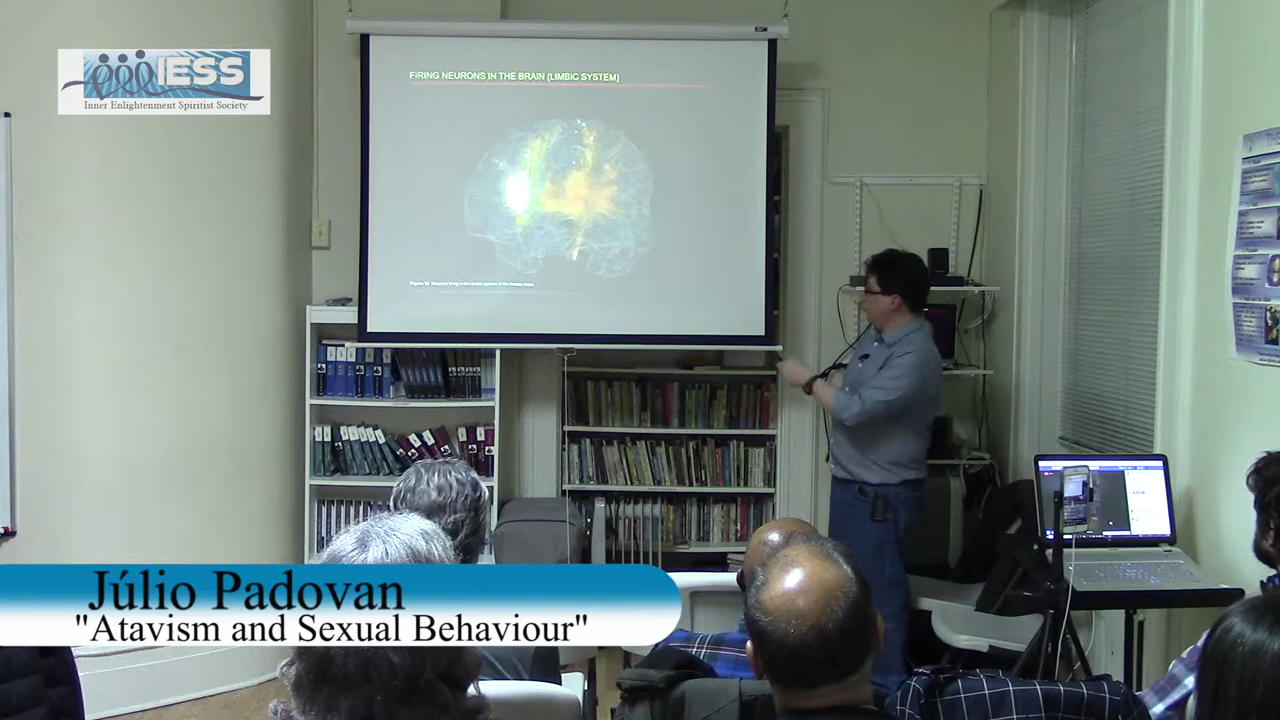 IESS
Inner Enlightenment Spiritist Society
FIRING NEURONS IN THE BRAIN (LIMBIC SYSTEM)
Júlio Padovan
"Atavism and Sexual Behaviour"